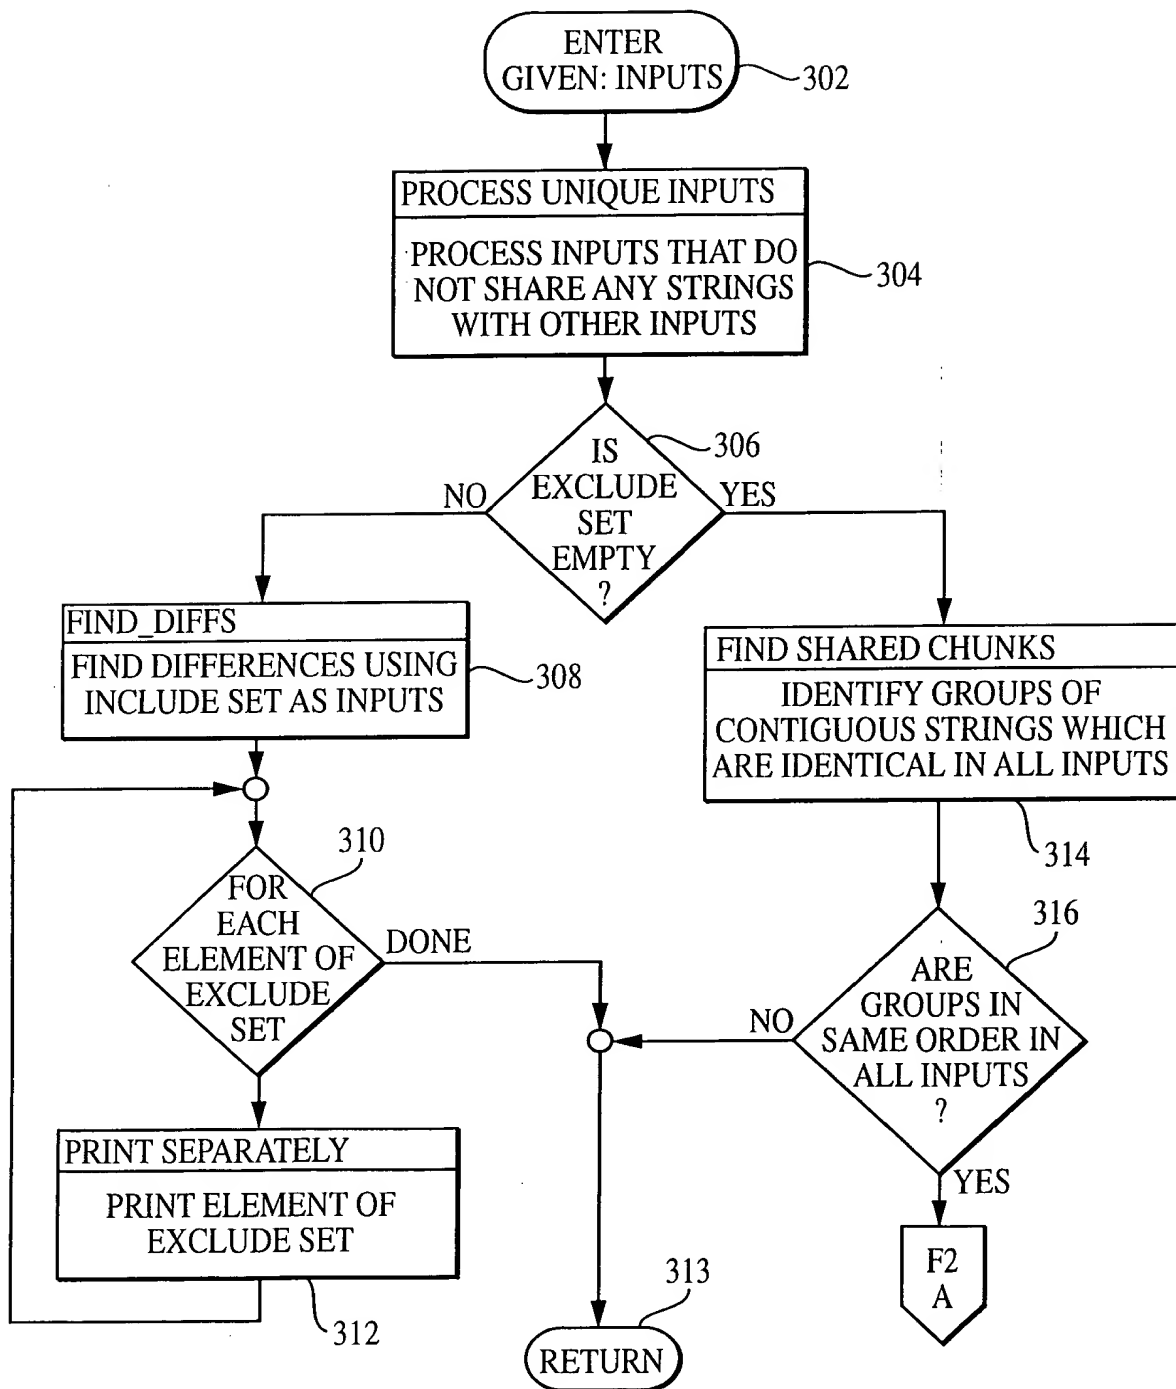 ENTER
GIVEN: INPUTS
302
PROCESS UNIQUE INPUTS
PROCESS INPUTS THAT DO
NOT SHARE ANY STRINGS
WITH OTHER INPUTS
304
IS
EXCLUDE
SET
EMPTY
?
306
NO
YES
FIND_DIFFS
FIND DIFFERENCES USING
INCLUDE SET AS INPUTS
308
FIND SHARED CHUNKS
IDENTIFY GROUPS OF
CONTIGUOUS STRINGS WHICH
ARE IDENTICAL IN ALL INPUTS
314
FOR
EACH
ELEMENT OF
EXCLUDE
SET
310
DONE
ARE
GROUPS IN
SAME ORDER IN
ALL INPUTS
?
316
NO
YES
PRINT SEPARATELY
PRINT ELEMENT OF
EXCLUDE SET
312
F2
A
RETURN
313